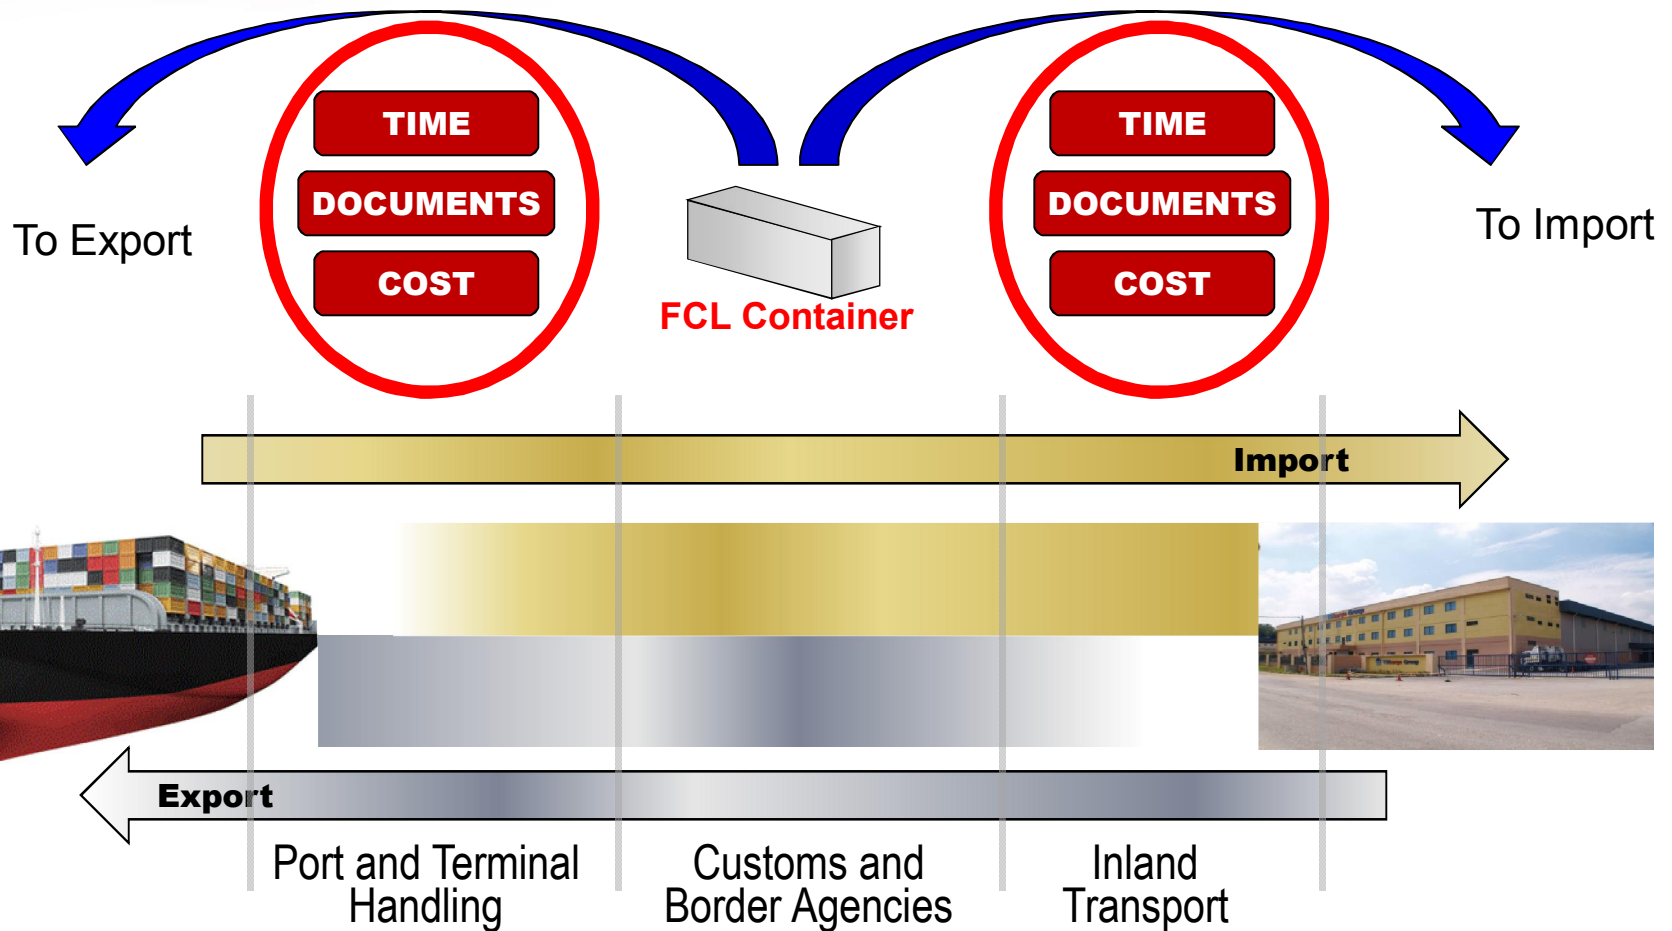 TIME
DOCUMENTS
COST
TIME
DOCUMENTS
COST
To Export
To Import
FCL Container
Import
Export
Port and Terminal
Handling
Customs and
Border Agencies
Inland
Transport